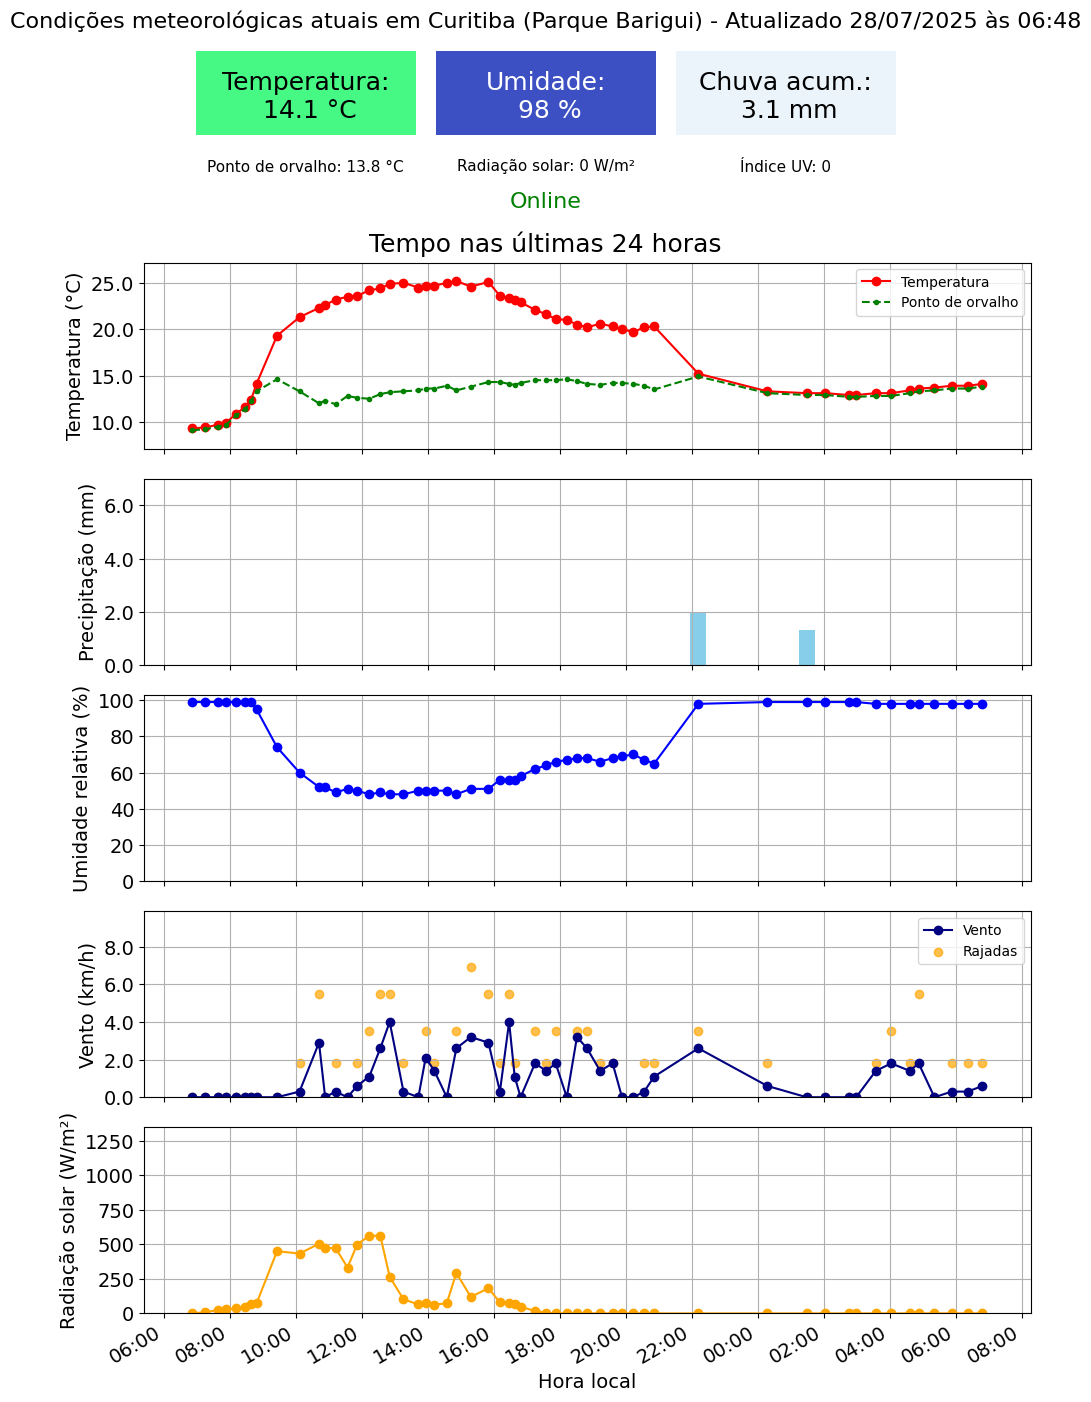 Condições meteorológicas atuais em Curitiba (Parque Barigui) - Atualizado 28/07/2025 às 06:48
Temperatura:
14.1 °C
Umidade:
98 %
Chuva acum.:
3.1 mm
Ponto de orvalho: 13.8 °C
Radiação solar: 0 W/m²
Índice UV: 0
Online
Tempo nas últimas 24 horas
Temperatura (°C)
25.0
20.0
15.0
10.0
Temperatura
Ponto de orvalho
Precipitação (mm)
6.0
4.0
2.0
0.0
Umidade relativa (%)
100
80
60
40
20
0
Vento (km/h)
8.0
6.0
4.0
2.0
0.0
Vento
Rajadas
Radiação solar (W/m²)
1250
1000
750
500
250
0
06:00
08:00
10:00
12:00
14:00
16:00
18:00
20:00
22:00
00:00
02:00
04:00
06:00
08:00
Hora local